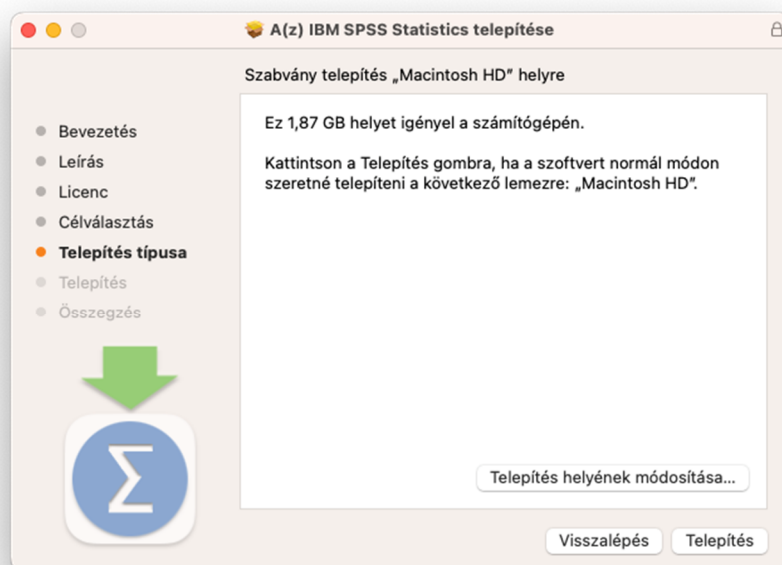 A(z) IBM SPSS Statistics telepítése
Szabvány telepítés „Macintosh HD” helyre
Bevezetés
Leírás
Licenc
Célválasztás
Telepítés típusa
Telepítés
Összegzés
Ez 1,87 GB helyet igényel a számítógépén.
Kattintson a Telepítés gombra, ha a szoftvert normál módon
szeretné telepíteni a következő lemezre: „Macintosh HD”.
Σ
Telepítés helyének módosítása...
Visszalépés
Telepítés